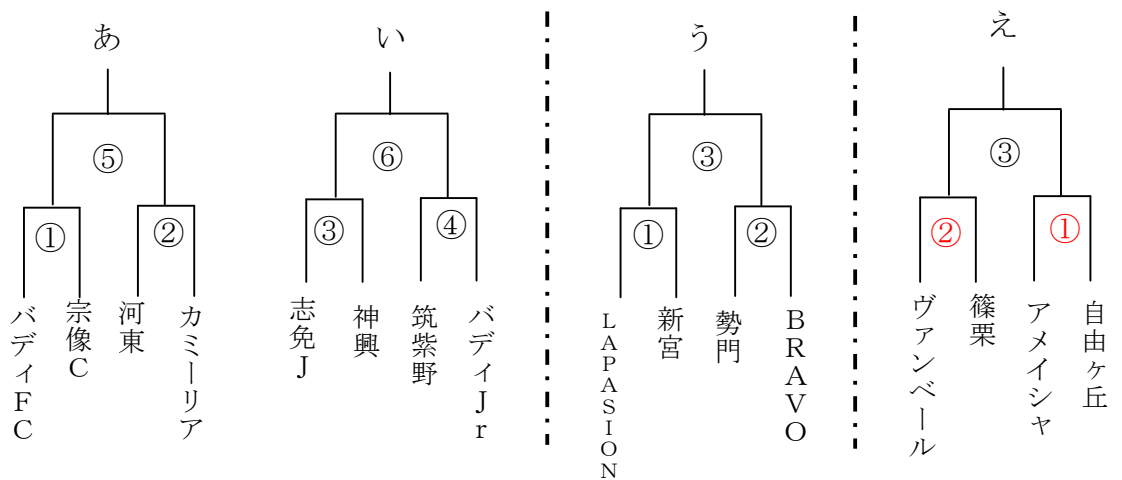 あ
い
う
え
⑤
⑥
③
③
①
②
③
④
①
②
②
①
バディFC
宗像C
河東
カミーリア
志免J
神興
筑紫野
バディJr
LAPASION
新宮
勢門
BRAVO
ヴァンベール
篠栗
アメイシャ
自由ヶ丘